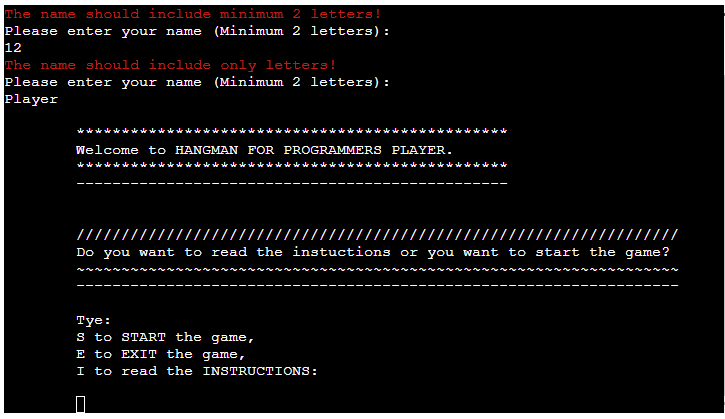 The name should include minimum 2 letters!
Please enter your name (Minimum 2 letters):
12
The name should include only letters!
Please enter your name (Minimum 2 letters):
Player
************************************************
Welcome to HANGMAN FOR PROGRAMMERS PLAYER.
************************************************
------------------------------------------------
///////////////////////////////////////////////////////////////////
Do you want to read the instuctions or you want to start the game?
~~~~~~~~~~~~~~~~~~~~~~~~~~~~~~~~~~~~~~~~~~~~~~~~~~~~~~~~~~~~~~~~~~~
-------------------------------------------------------------------
Tye:
S to START the game,
E to EXIT the game,
I to read the INSTRUCTIONS: